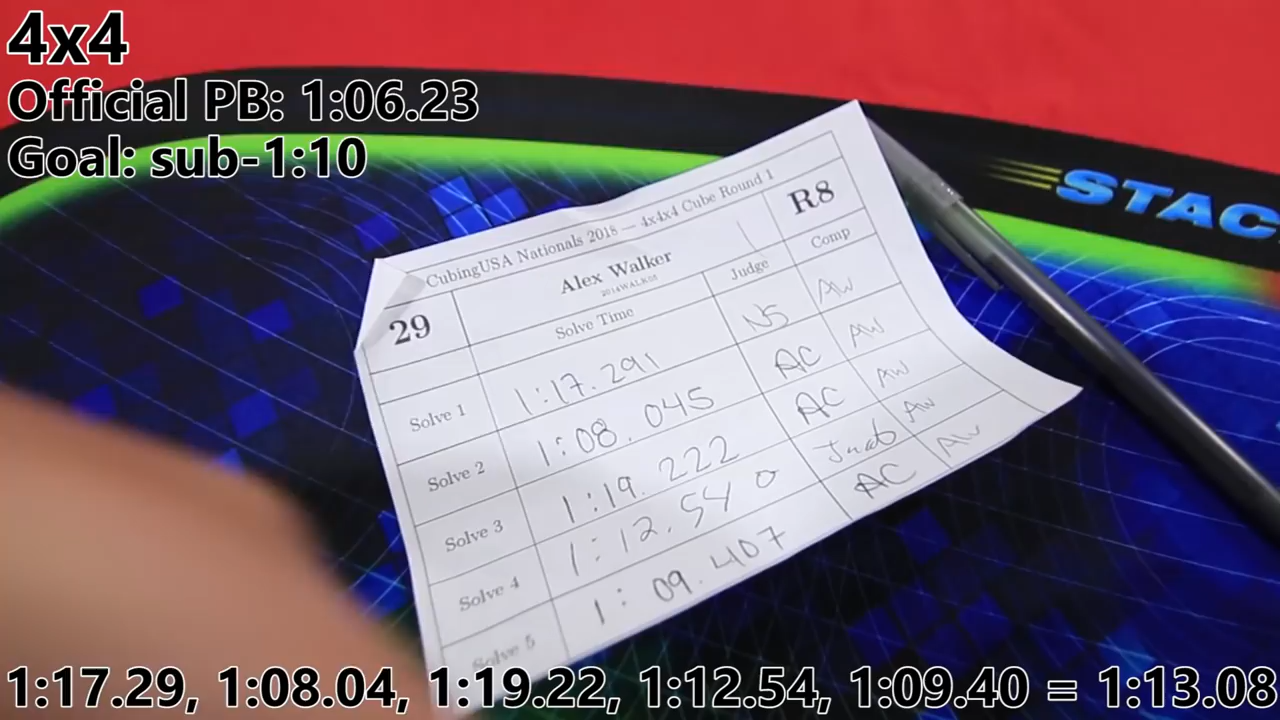 4x4
Official PB: 1:06.23
Goal: sub-1:10
STAC
CubingUSA Nationals 2018 — 4x4x4 Cube Round 1
1
R8
Alex Walker
29
Solve Time
Judge
Comp
Solve 1 1:17.291 NS AW
Solve 2 1:08.045 AC AW
Solve 3 1:19.222 AC AW
Solve 4 1:12.540 AW
Solve 5 1:09.407 AC AW
1:17.29, 1:08.04, 1:19.22, 1:12.54, 1:09.40 = 1:13.08